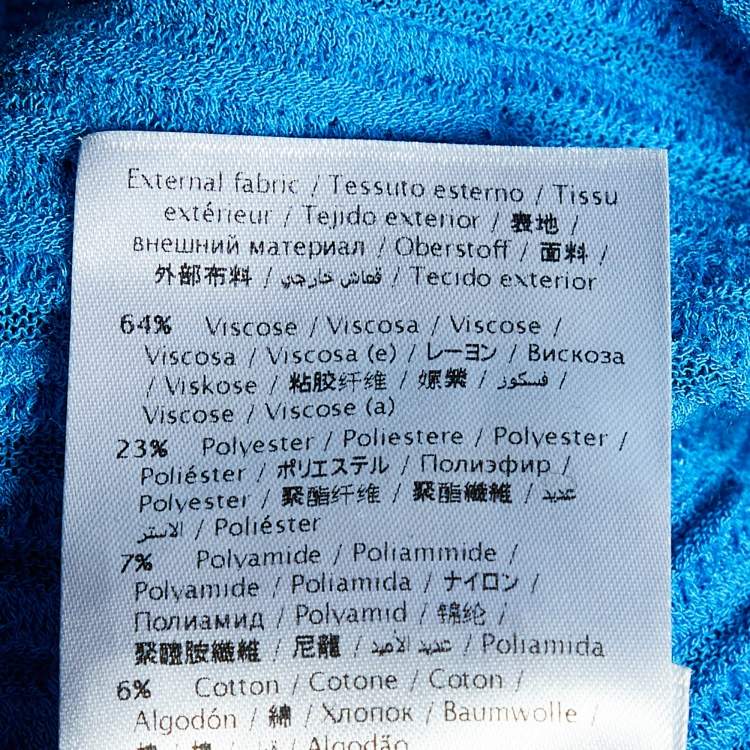 External fabric / Tessuto esterno / Tissu
extérieur / Tejido exterior / 表地 /
внешний материал / Oberstoff / 面料 /
外部布料 / قماش خارجي / Tecido exterior
64% Viscose / Viscosa / Viscose /
Viscosa / Viscosa (e) / レーヨン / Вискоза
/ Viskose / 粘胶纤维 / 嫘縈 / فسكوز /
Viscose / Viscose (a)
23% Polyester / Poliestere / Polyester /
Poliéster / ポリエステル / Полиэфир /
Polyester / 聚酯纤维 / 聚酯纖維 / عديد
الاستر / Poliéster
7% Polyamide / Poliammide /
Polyamide / Poliamida / ナイロン /
Полиамид / Polyamid / 锦纶 /
聚醯胺纖維 / 尼龍 / عديد الأميد / Poliamida
6% Cotton / Cotone / Coton /
Algodón / 綿 / Хлопок / Baumwolle /
棉 / 棉 / قطن / Algodão